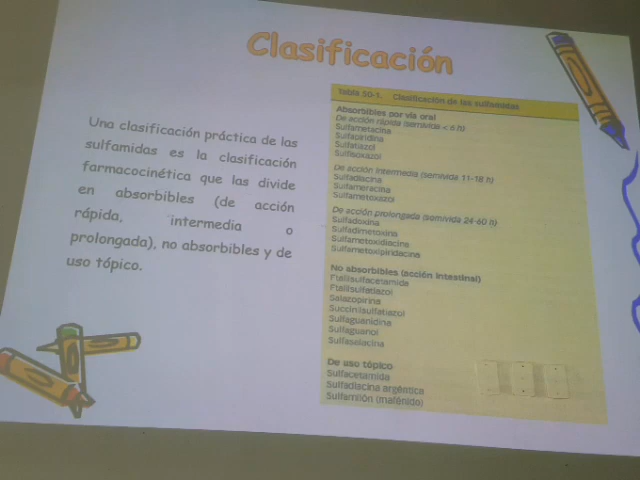 Clasificación
Una clasificación práctica de las
sulfamidas es la clasificación
farmacocinética que las divide
en absorbibles (de acción
rápida, intermedia o
prolongada), no absorbibles y de
uso tópico.
Tabla 50-1. Clasificación de las sulfamidas
Absorbibles por vía oral
De acción rápida (semivida < 6 h)
Sulfametacina
Sulfapiridina
Sulfatiazol
Sulfisoxazol
De acción intermedia (semivida 11-18 h)
Sulfadiacina
Sulfameracina
Sulfametoxazol
De acción prolongada (semivida 24-60 h)
Sulfadoxina
Sulfadimetoxina
Sulfametoxidiacina
Sulfametoxipiridacina
No absorbibles (acción intestinal)
Ftalilsulfacetamida
Ftalilsulfatiazol
Salazopirina
Succinilsulfatiazol
Sulfaguanidina
Sulfaguanol
Sulfasalacina
De uso tópico
Sulfacetamida
Sulfadiacina argéntica
Sulfamilón (mafénido)